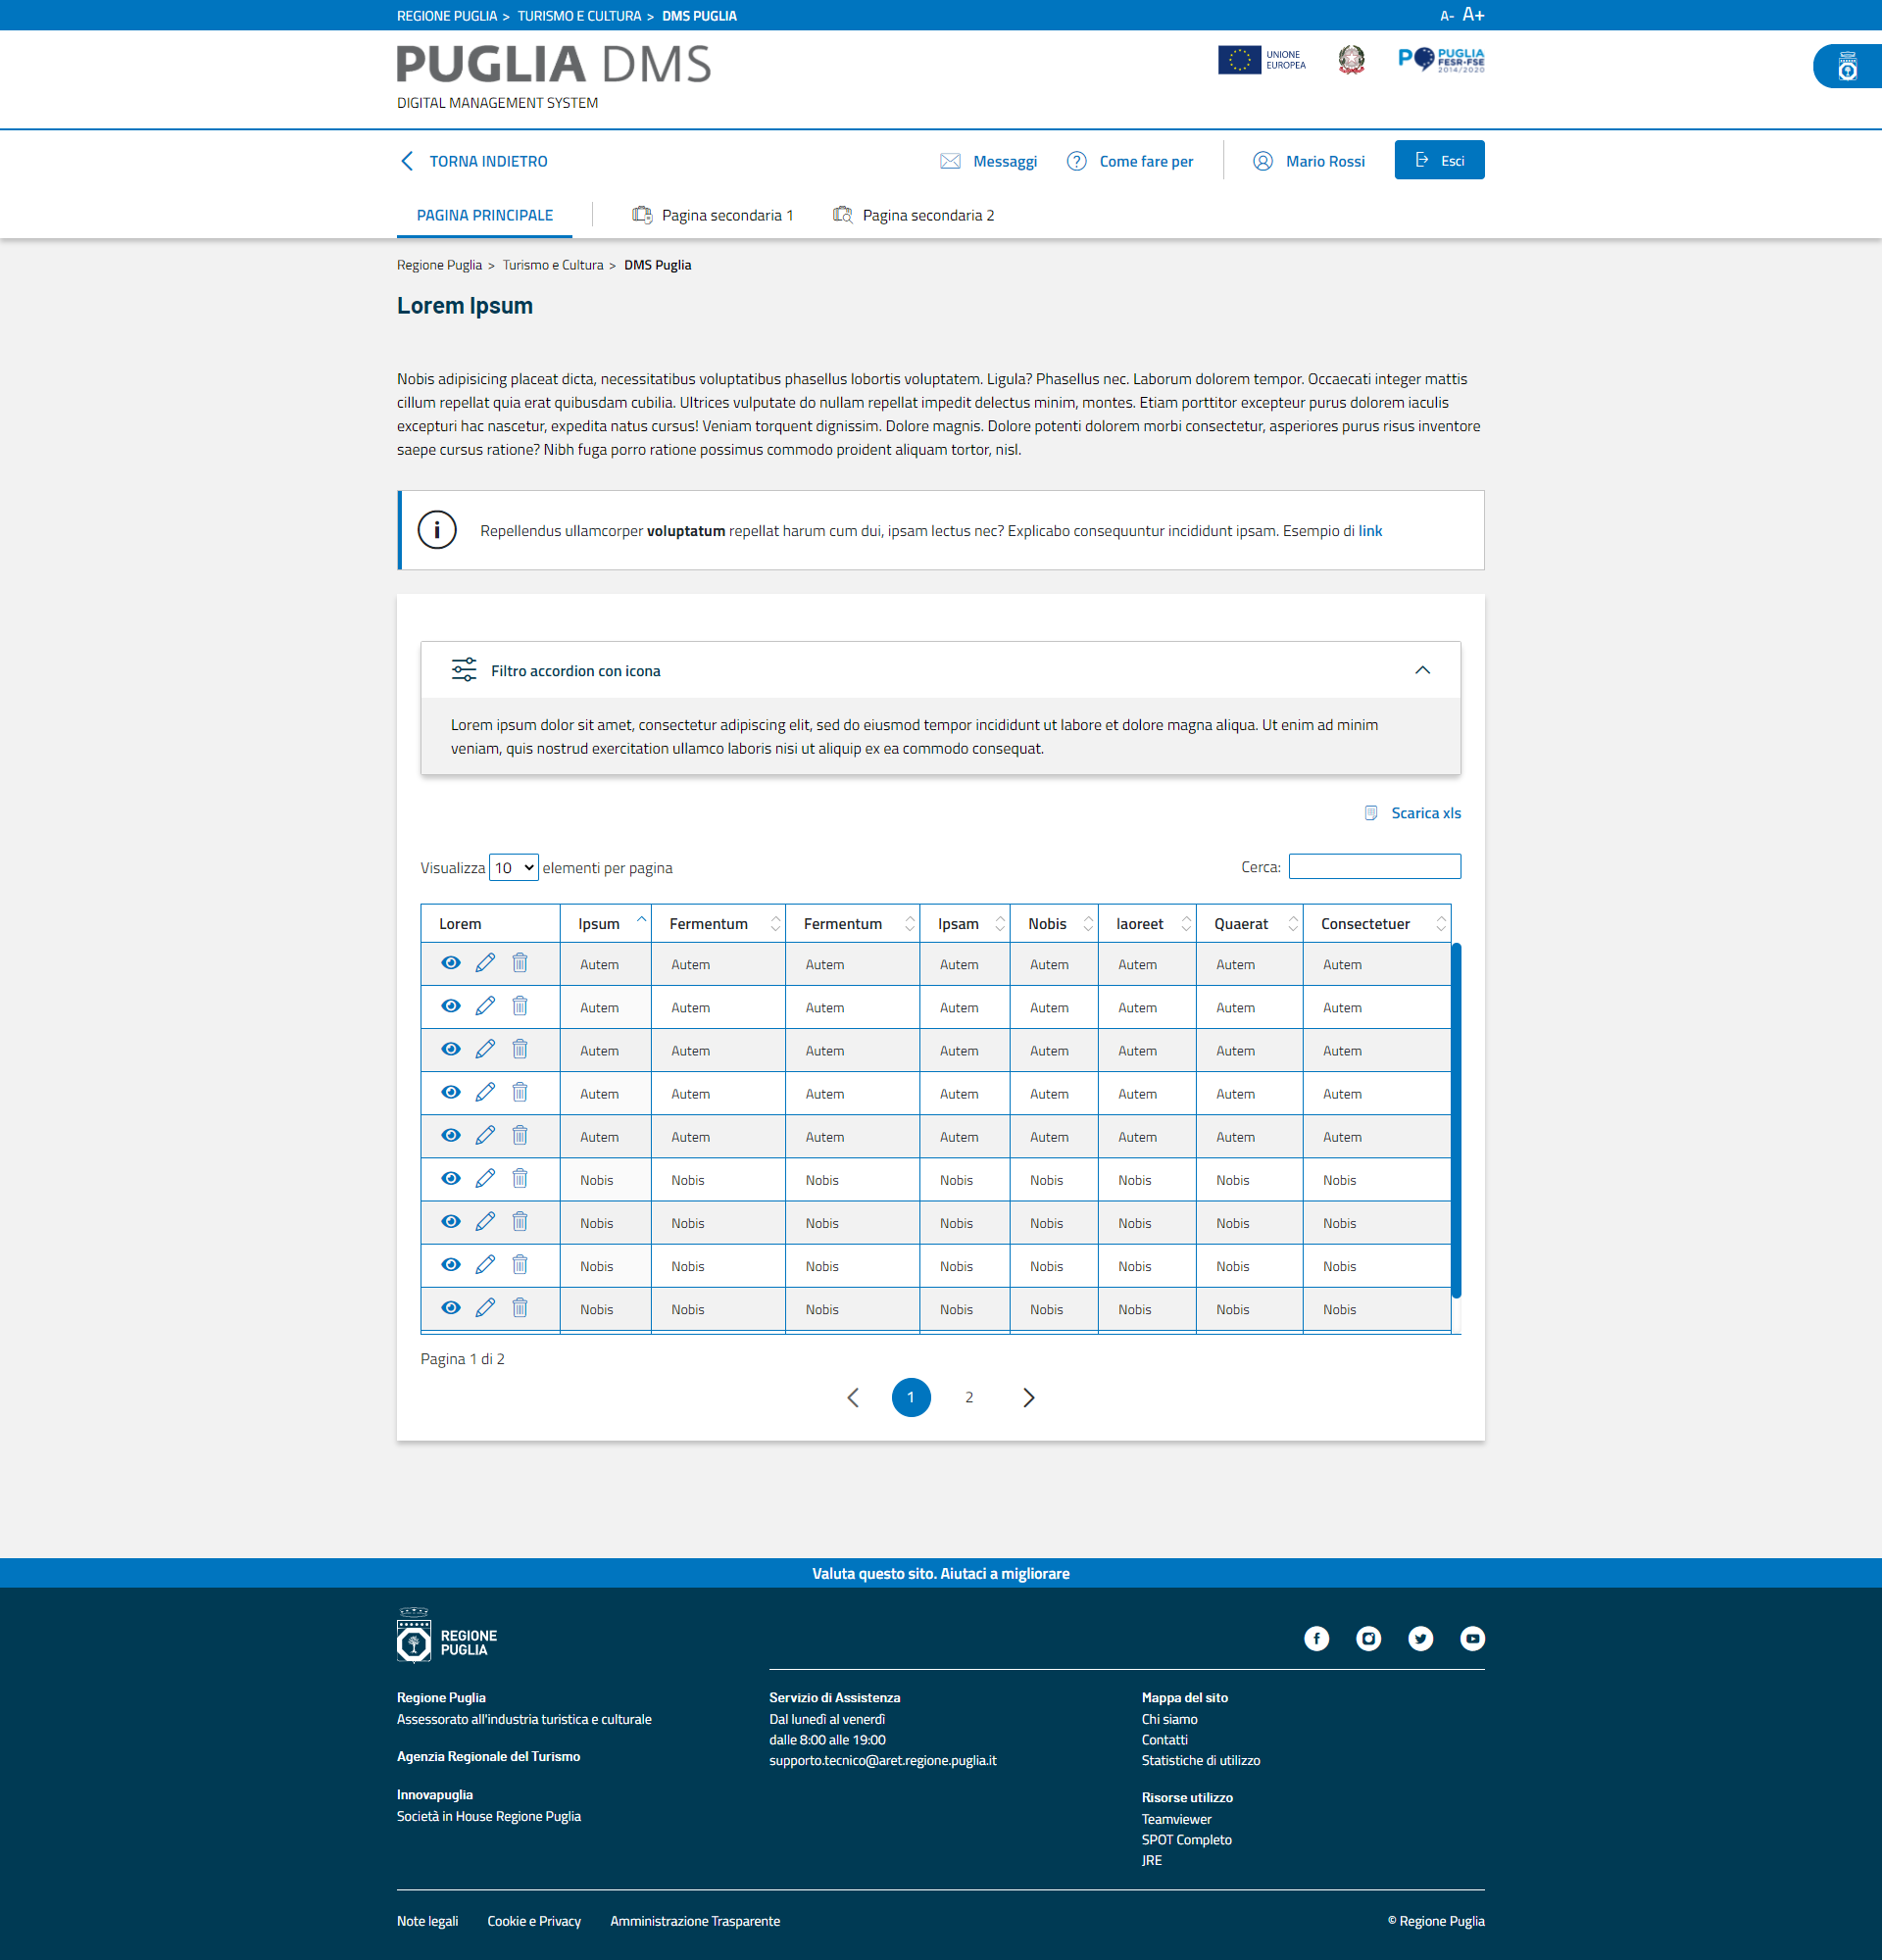 REGIONE PUGLIA > TURISMO E CULTURA > DMS PUGLIA A- A+
PUGLIA DMS
DIGITAL MANAGEMENT SYSTEM
UNIONE
EUROPEA
PO PUGLIA
FESR-FSE
2014/2020
TORNA INDIETRO Messaggi Come fare per Mario Rossi Esci
PAGINA PRINCIPALE Pagina secondaria 1 Pagina secondaria 2
Regione Puglia > Turismo e Cultura > DMS Puglia
Lorem Ipsum
Nobis adipisicing placeat dicta, necessitatibus voluptatibus phasellus lobortis voluptatem. Ligula? Phasellus nec. Laborum dolorem tempor. Occaecati integer mattis
cillum repellat quia erat quibusdam cubilia. Ultrices vulputate do nullam repellat impedit delectus minim, montes. Etiam porttitor excepteur purus dolorem iaculis
excepturi hac nascetur, expedita natus cursus! Veniam torquent dignissim. Dolore magnis. Dolore potenti dolorem morbi consectetur, asperiores purus risus inventore
saepe cursus ratione? Nibh fuga porro ratione possimus commodo proident aliquam tortor, nisl.
Repellendus ullamcorper voluptatum repellat harum cum dui, ipsam lectus nec? Explicabo consequuntur incididunt ipsam. Esempio di link
Filtro accordion con icona
Lorem ipsum dolor sit amet, consectetur adipiscing elit, sed do eiusmod tempor incididunt ut labore et dolore magna aliqua. Ut enim ad minim
veniam, quis nostrud exercitation ullamco laboris nisi ut aliquip ex ea commodo consequat.
Scarica xls
Visualizza 10 elementi per pagina Cerca:
Lorem Ipsum Fermentum Fermentum Ipsam Nobis laoreet Quaerat Consectetuer
Autem Autem Autem Autem Autem Autem Autem Autem
Autem Autem Autem Autem Autem Autem Autem Autem
Autem Autem Autem Autem Autem Autem Autem Autem
Autem Autem Autem Autem Autem Autem Autem Autem
Autem Autem Autem Autem Autem Autem Autem Autem
Nobis Nobis Nobis Nobis Nobis Nobis Nobis Nobis
Nobis Nobis Nobis Nobis Nobis Nobis Nobis Nobis
Nobis Nobis Nobis Nobis Nobis Nobis Nobis Nobis
Nobis Nobis Nobis Nobis Nobis Nobis Nobis Nobis
Pagina 1 di 2
1 2
Valuta questo sito. Aiutaci a migliorare
REGIONE
PUGLIA
Regione Puglia
Assessorato all'industria turistica e culturale
Agenzia Regionale del Turismo
Innovapuglia
Società in House Regione Puglia
Servizio di Assistenza
Dal lunedì al venerdì
dalle 8:00 alle 19:00
supporto.tecnico@aret.regione.puglia.it
Mappa del sito
Chi siamo
Contatti
Statistiche di utilizzo
Risorse utilizzo
Teamviewer
SPOT Completo
JRE
Note legali Cookie e Privacy Amministrazione Trasparente © Regione Puglia